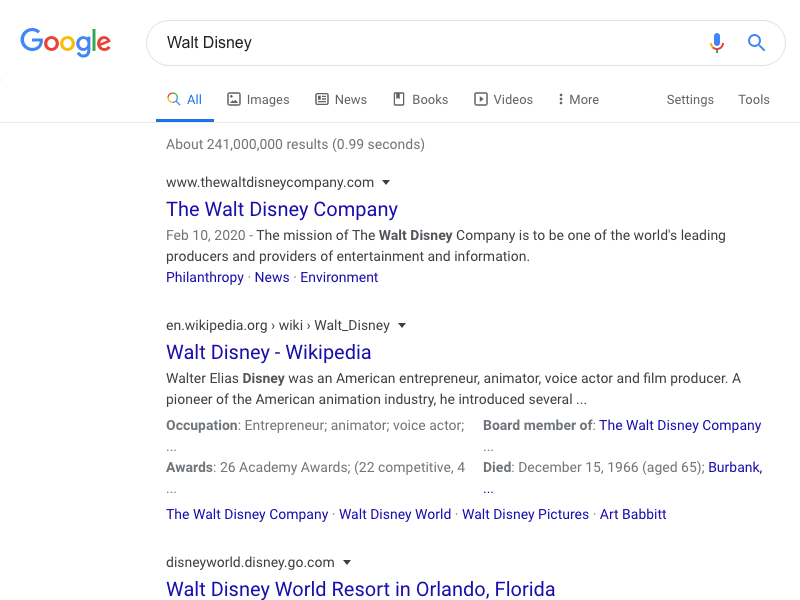 Google
Walt Disney
All Images News Books Videos More Settings Tools
About 241,000,000 results (0.99 seconds)
www.thewaltdisneycompany.com
The Walt Disney Company
Feb 10, 2020 - The mission of The Walt Disney Company is to be one of the world's leading
producers and providers of entertainment and information.
Philanthropy · News · Environment
en.wikipedia.org › wiki › Walt_Disney
Walt Disney - Wikipedia
Walter Elias Disney was an American entrepreneur, animator, voice actor and film producer. A
pioneer of the American animation industry, he introduced several ...
Occupation: Entrepreneur; animator; voice actor; Board member of: The Walt Disney Company
... ...
Awards: 26 Academy Awards; (22 competitive, 4 Died: December 15, 1966 (aged 65); Burbank,
... ...
The Walt Disney Company · Walt Disney World · Walt Disney Pictures · Art Babbitt
disneyworld.disney.go.com
Walt Disney World Resort in Orlando, Florida